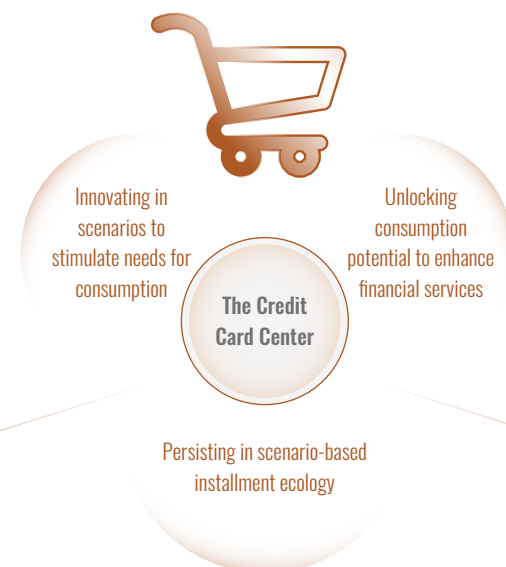 Innovating in
scenarios to
stimulate needs for
consumption
Unlocking
consumption
potential to enhance
financial services
The Credit
Card Center
Persisting in scenario-based
installment ecology